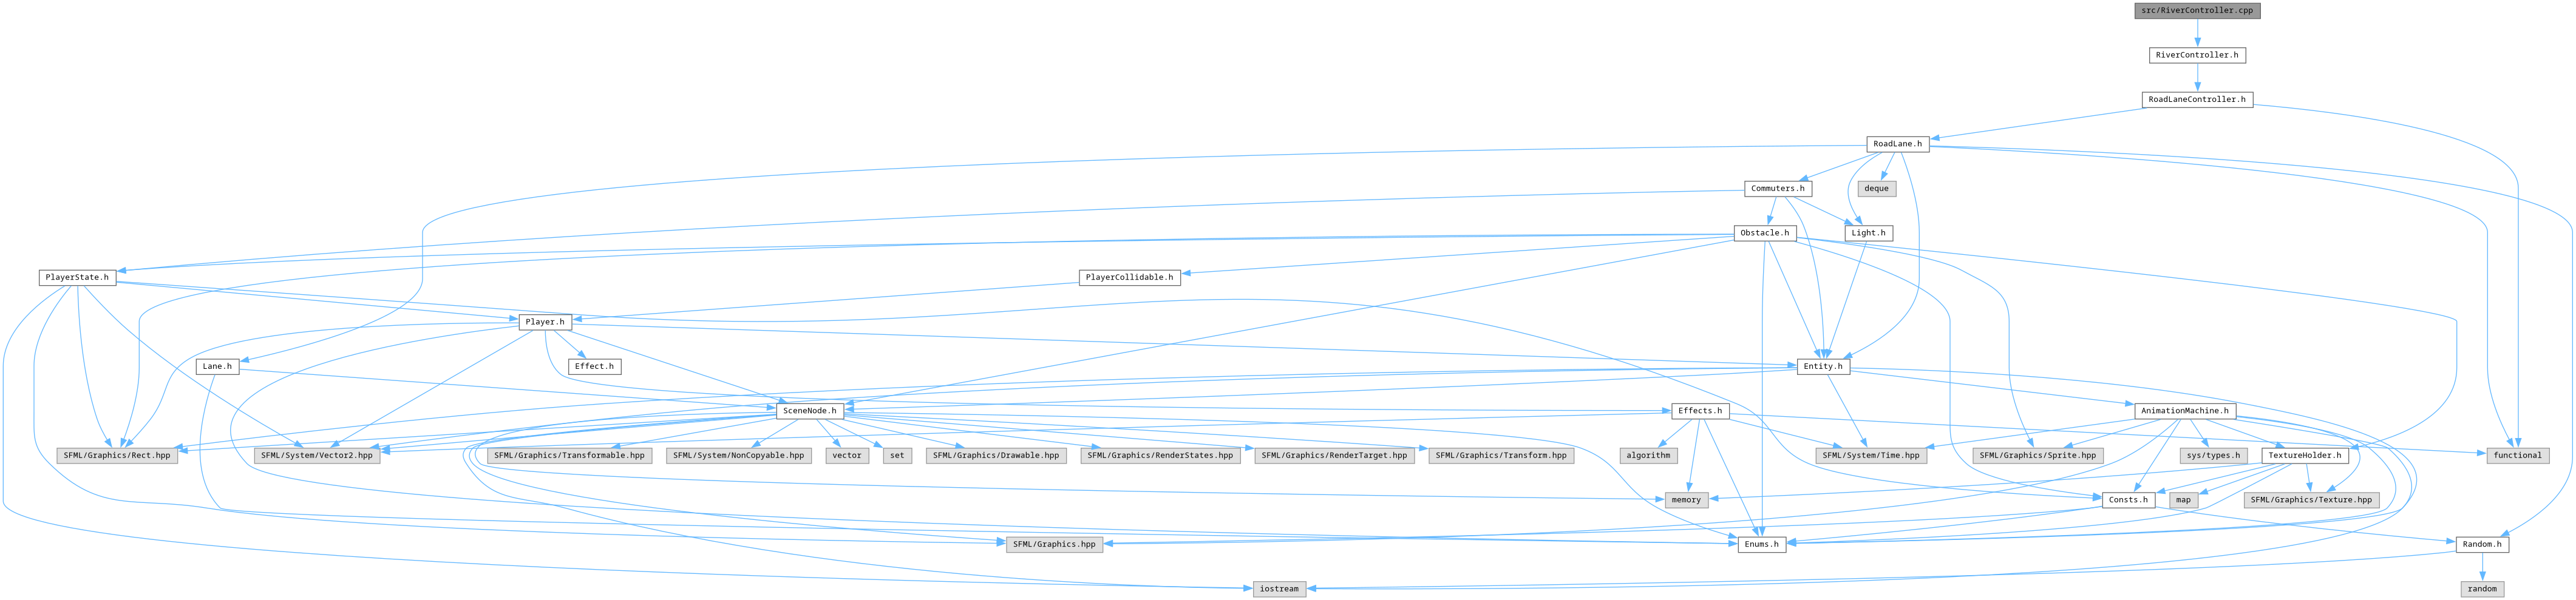 src/RiverController.cpp
RiverController.h
RoadLaneController.h
RoadLane.h
Commuters.h
deque
Obstacle.h
Light.h
PlayerState.h
PlayerCollidable.h
Player.h
Lane.h
Effect.h
Entity.h
SceneNode.h
Effects.h
AnimationMachine.h
SFML/Graphics/Rect.hpp
SFML/System/Vector2.hpp
SFML/Graphics/Transformable.hpp
SFML/System/NonCopyable.hpp
vector
set
SFML/Graphics/Drawable.hpp
SFML/Graphics/RenderStates.hpp
SFML/Graphics/RenderTarget.hpp
SFML/Graphics/Transform.hpp
algorithm
SFML/System/Time.hpp
SFML/Graphics/Sprite.hpp
sys/types.h
TextureHolder.h
functional
memory
Consts.h
map
SFML/Graphics/Texture.hpp
SFML/Graphics.hpp
Enums.h
Random.h
iostream
random